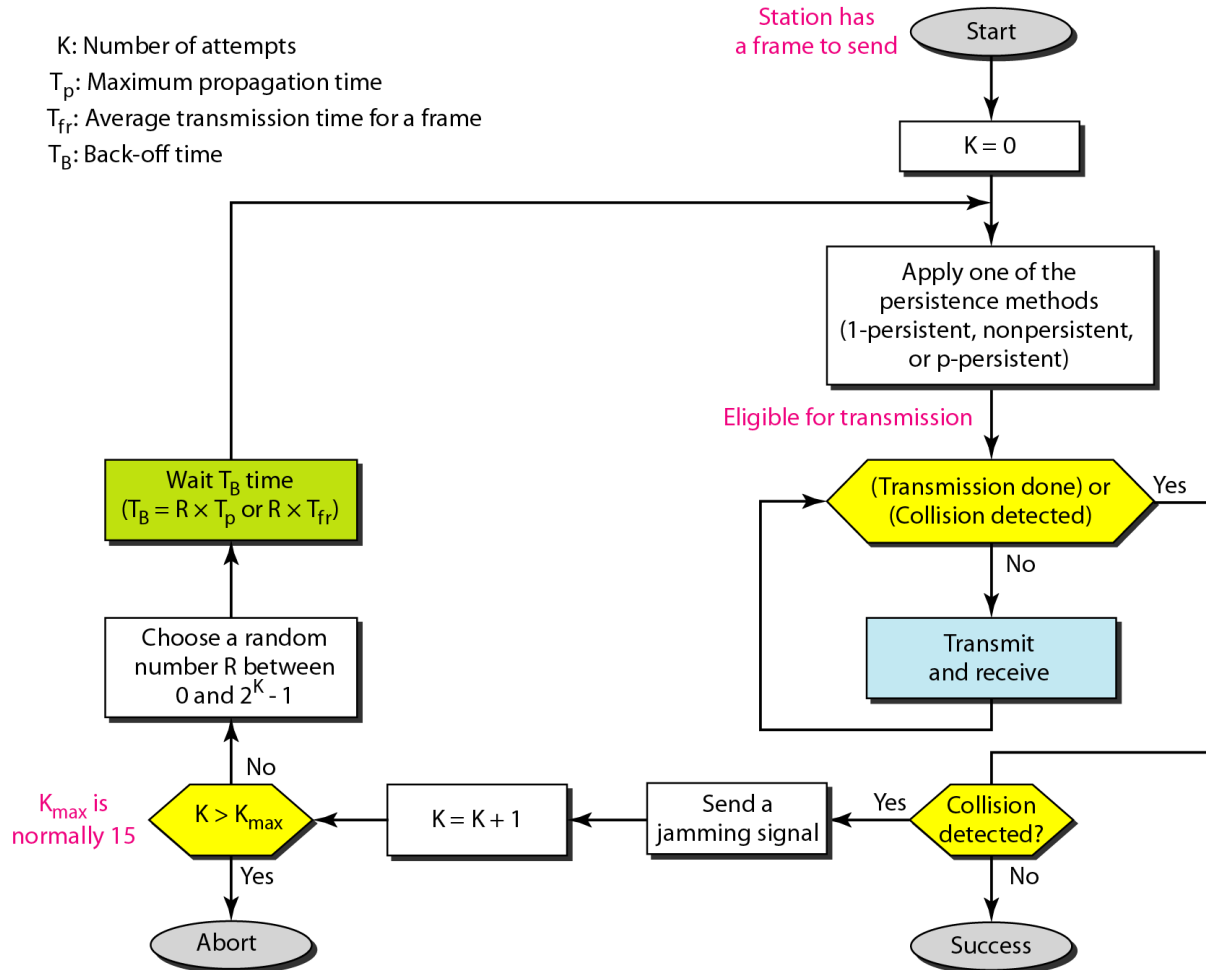 K: Number of attempts
Tp: Maximum propagation time
Tfr: Average transmission time for a frame
TB: Back-off time
Station has
a frame to send
Start
K = 0
Apply one of the
persistence methods
(1-persistent, nonpersistent,
or p-persistent)
Eligible for transmission
(Transmission done) or
(Collision detected)
Yes
No
Transmit
and receive
Wait TB time
(TB = R × Tp or R × Tfr)
Choose a random
number R between
0 and 2^K - 1
No
Kmax is
normally 15
K > Kmax
K = K + 1
Send a
jamming signal
Yes
Collision
detected?
Yes
No
Abort
Success